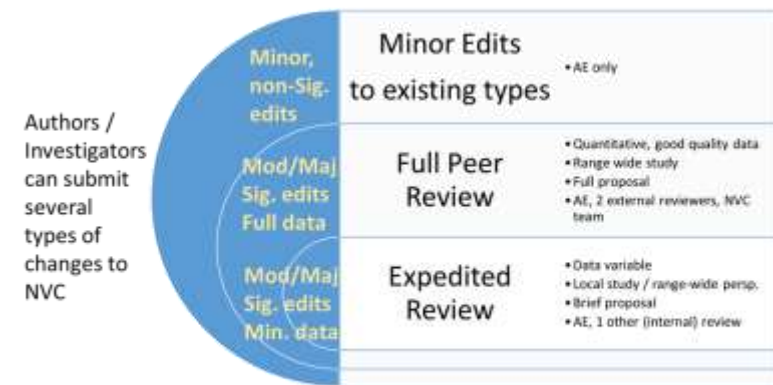 Authors /
Investigators
can submit
several
types of
changes to
NVC
Minor,
non-Sig.
edits
Minor Edits
to existing types
• AE only
Mod/Maj
Sig. edits
Full data
Full Peer
Review
• Quantitative, good quality data
• Range wide study
• Full proposal
• AE, 2 external reviewers, NVC
team
Mod/Maj
Sig. edits
Min. data
Expedited
Review
• Data variable
• Local study / range-wide persp.
• Brief proposal
• AE, 1 other (internal) review